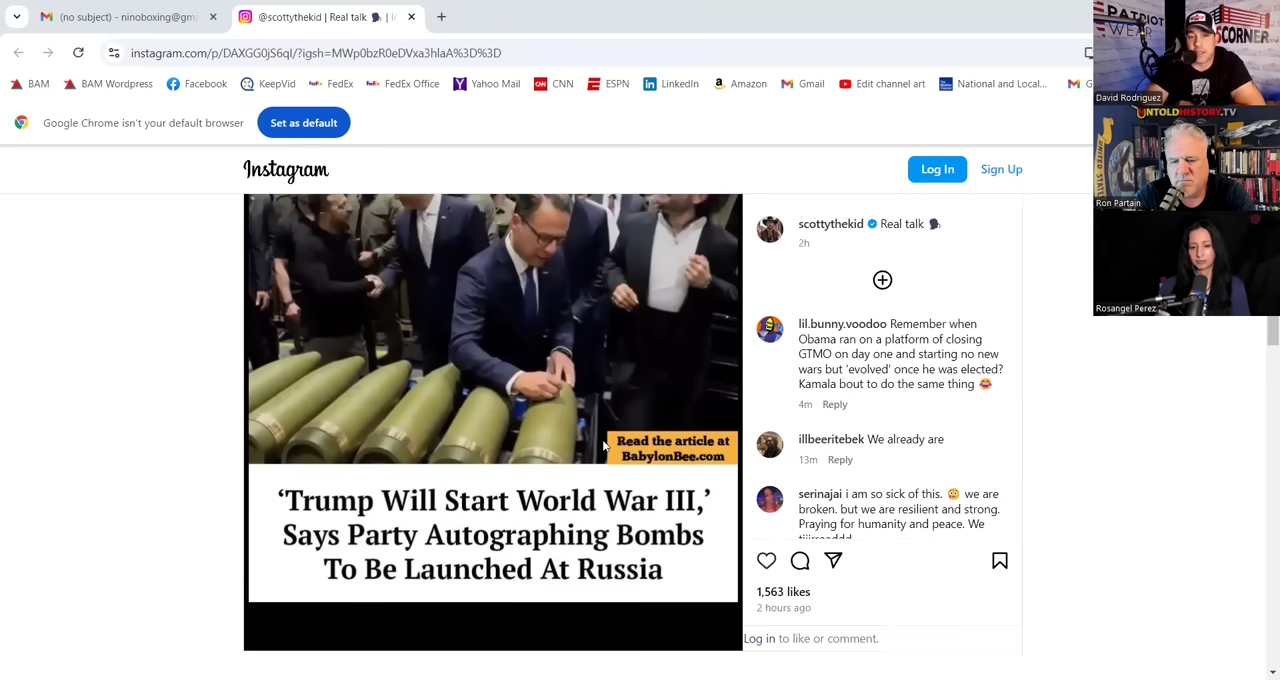 (no subject) - ninoboxing@gm
@scottythekid | Real talk 🗣️ | I
instagram.com/p/DAXGG0jS6qI/?igsh=MWp0bzR0eDVxa3hlaA%3D%3D
BAM
BAM Wordpress
Facebook
KeepVid
FedEx
FedEx Office
Yahoo Mail
CNN
ESPN
LinkedIn
Amazon
Gmail
Edit channel art
National and Local...
Google Chrome isn't your default browser
Set as default
Instagram
Log In
Sign Up
Read the article at
BabylonBee.com
‘Trump Will Start World War III,’
Says Party Autographing Bombs
To Be Launched At Russia
scottythekid Real talk 🗣️
2h
lil.bunny.voodoo Remember when
Obama ran on a platform of closing
GTMO on day one and starting no new
wars but 'evolved' once he was elected?
Kamala bout to do the same thing 😂
4m Reply
illbeeritebek We already are
13m Reply
serinajai i am so sick of this. 😳 we are
broken. but we are resilient and strong.
Praying for humanity and peace. We
1,563 likes
2 hours ago
Log in to like or comment.
PATRIOT
WEAR
CORNER
David Rodriguez
UNTOLDHISTORY.TV
UNITED STATES
Ron Partain
Rosangel Perez